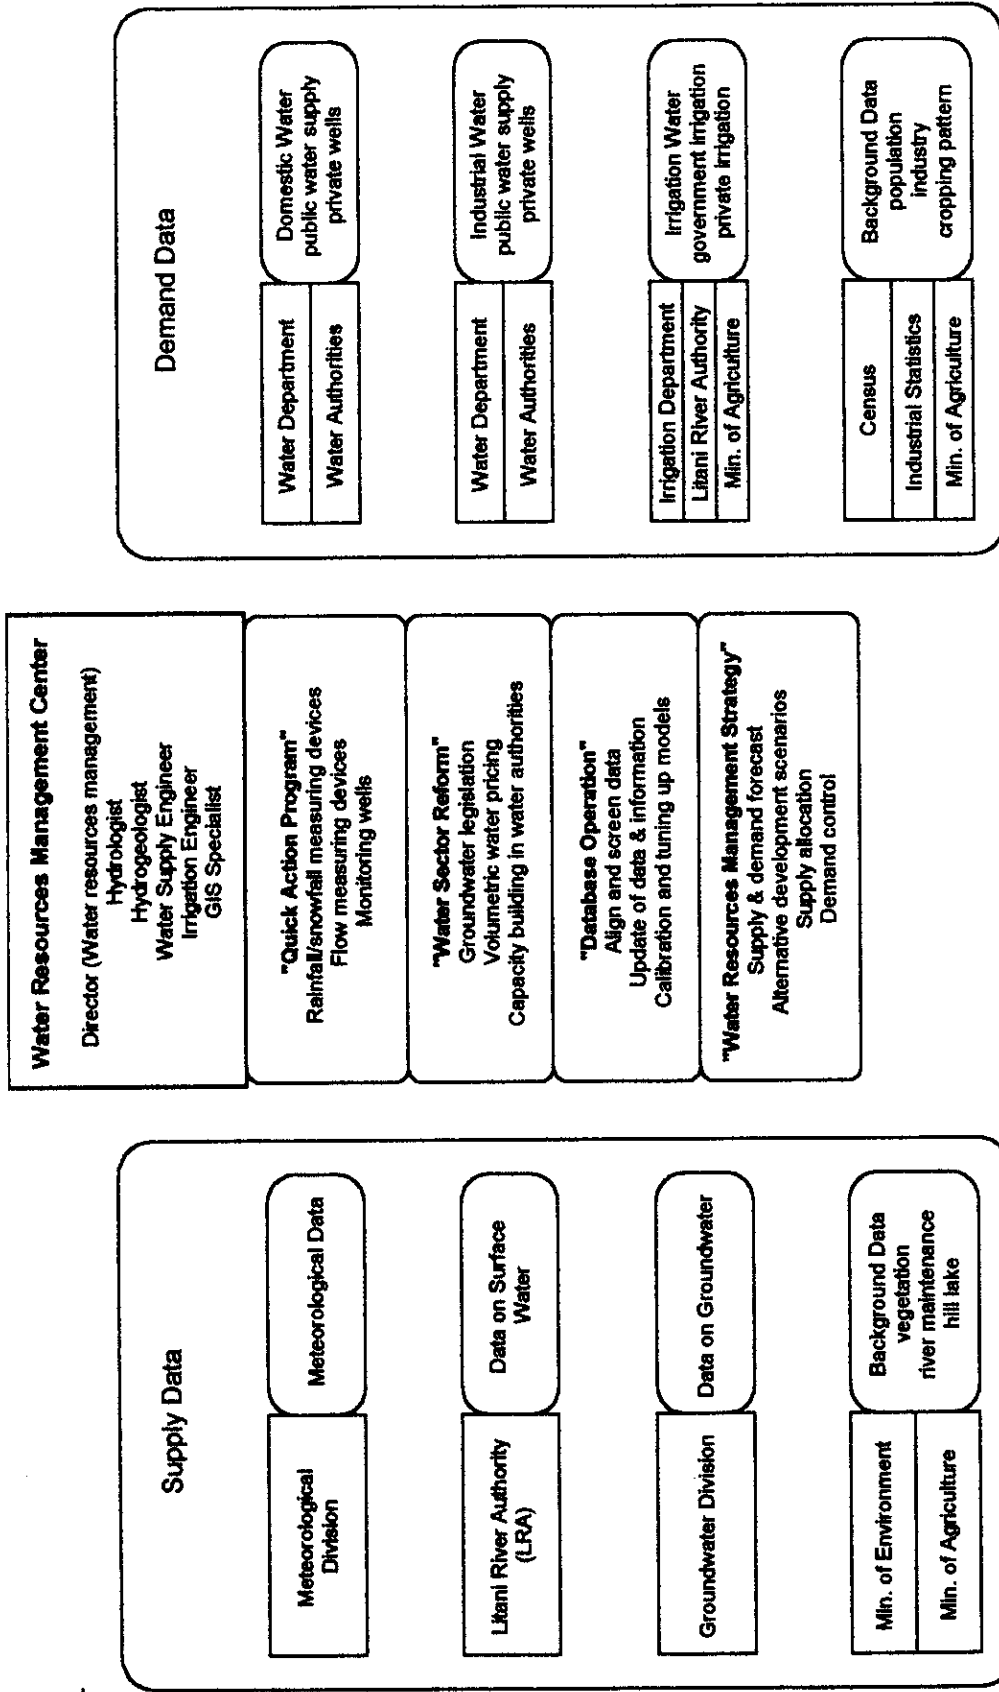 Supply Data
Meteorological
Division
Meteorological Data
Litani River Authority
(LRA)
Data on Surface
Water
Groundwater Division
Data on Groundwater
Min. of Environment
Min. of Agriculture
Background Data
vegetation
river maintenance
hill lake
Water Resources Management Center
Director (Water resources management)
Hydrologist
Hydrogeologist
Water Supply Engineer
Irrigation Engineer
GIS Specialist
"Quick Action Program"
Rainfall/snowfall measuring devices
Flow measuring devices
Monitoring wells
"Water Sector Reform"
Groundwater legislation
Volumetric water pricing
Capacity building in water authorities
"Database Operation"
Align and screen data
Update of data & information
Calibration and tuning up models
"Water Resources Management Strategy"
Supply & demand forecast
Alternative development scenarios
Supply allocation
Demand control
Demand Data
Water Department
Water Authorities
Domestic Water
public water supply
private wells
Water Department
Water Authorities
Industrial Water
public water supply
private wells
Irrigation Department
Litani River Authority
Min. of Agriculture
Irrigation Water
government irrigation
private irrigation
Census
Industrial Statistics
Min. of Agriculture
Background Data
population
industry
cropping pattern